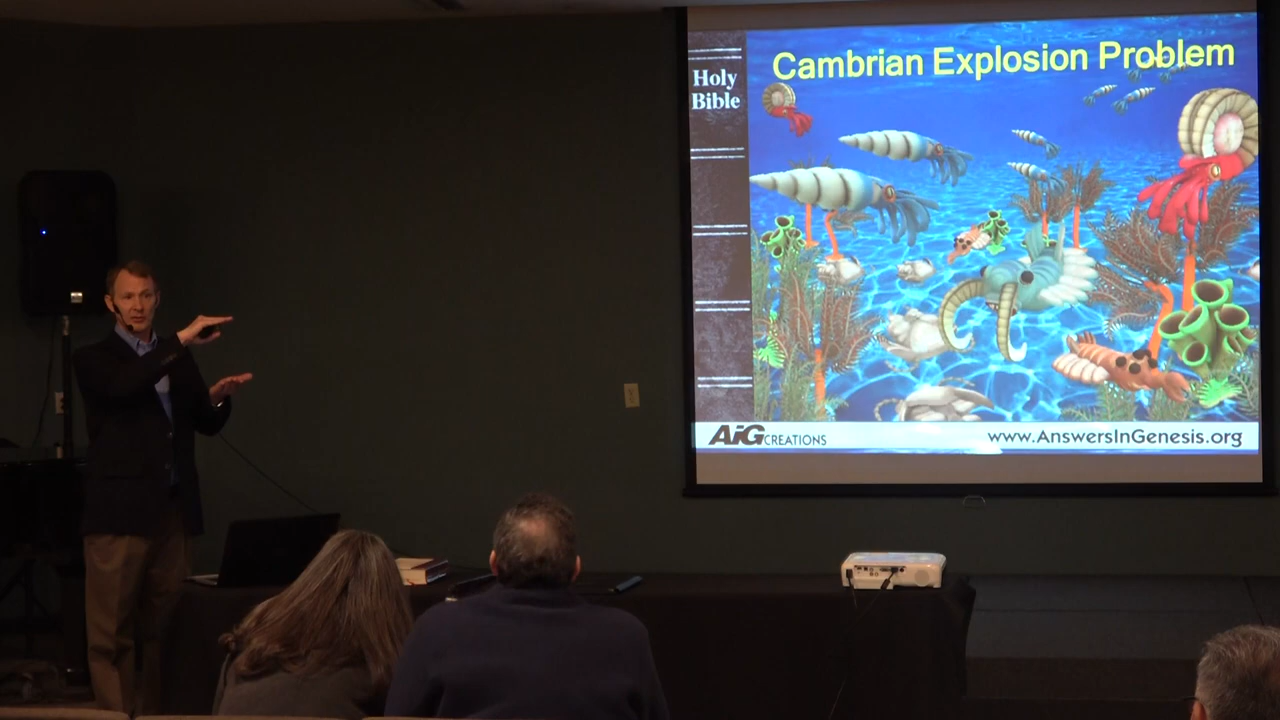 Cambrian Explosion Problem
Holy
Bible
AiG CREATIONS
www.AnswersInGenesis.org